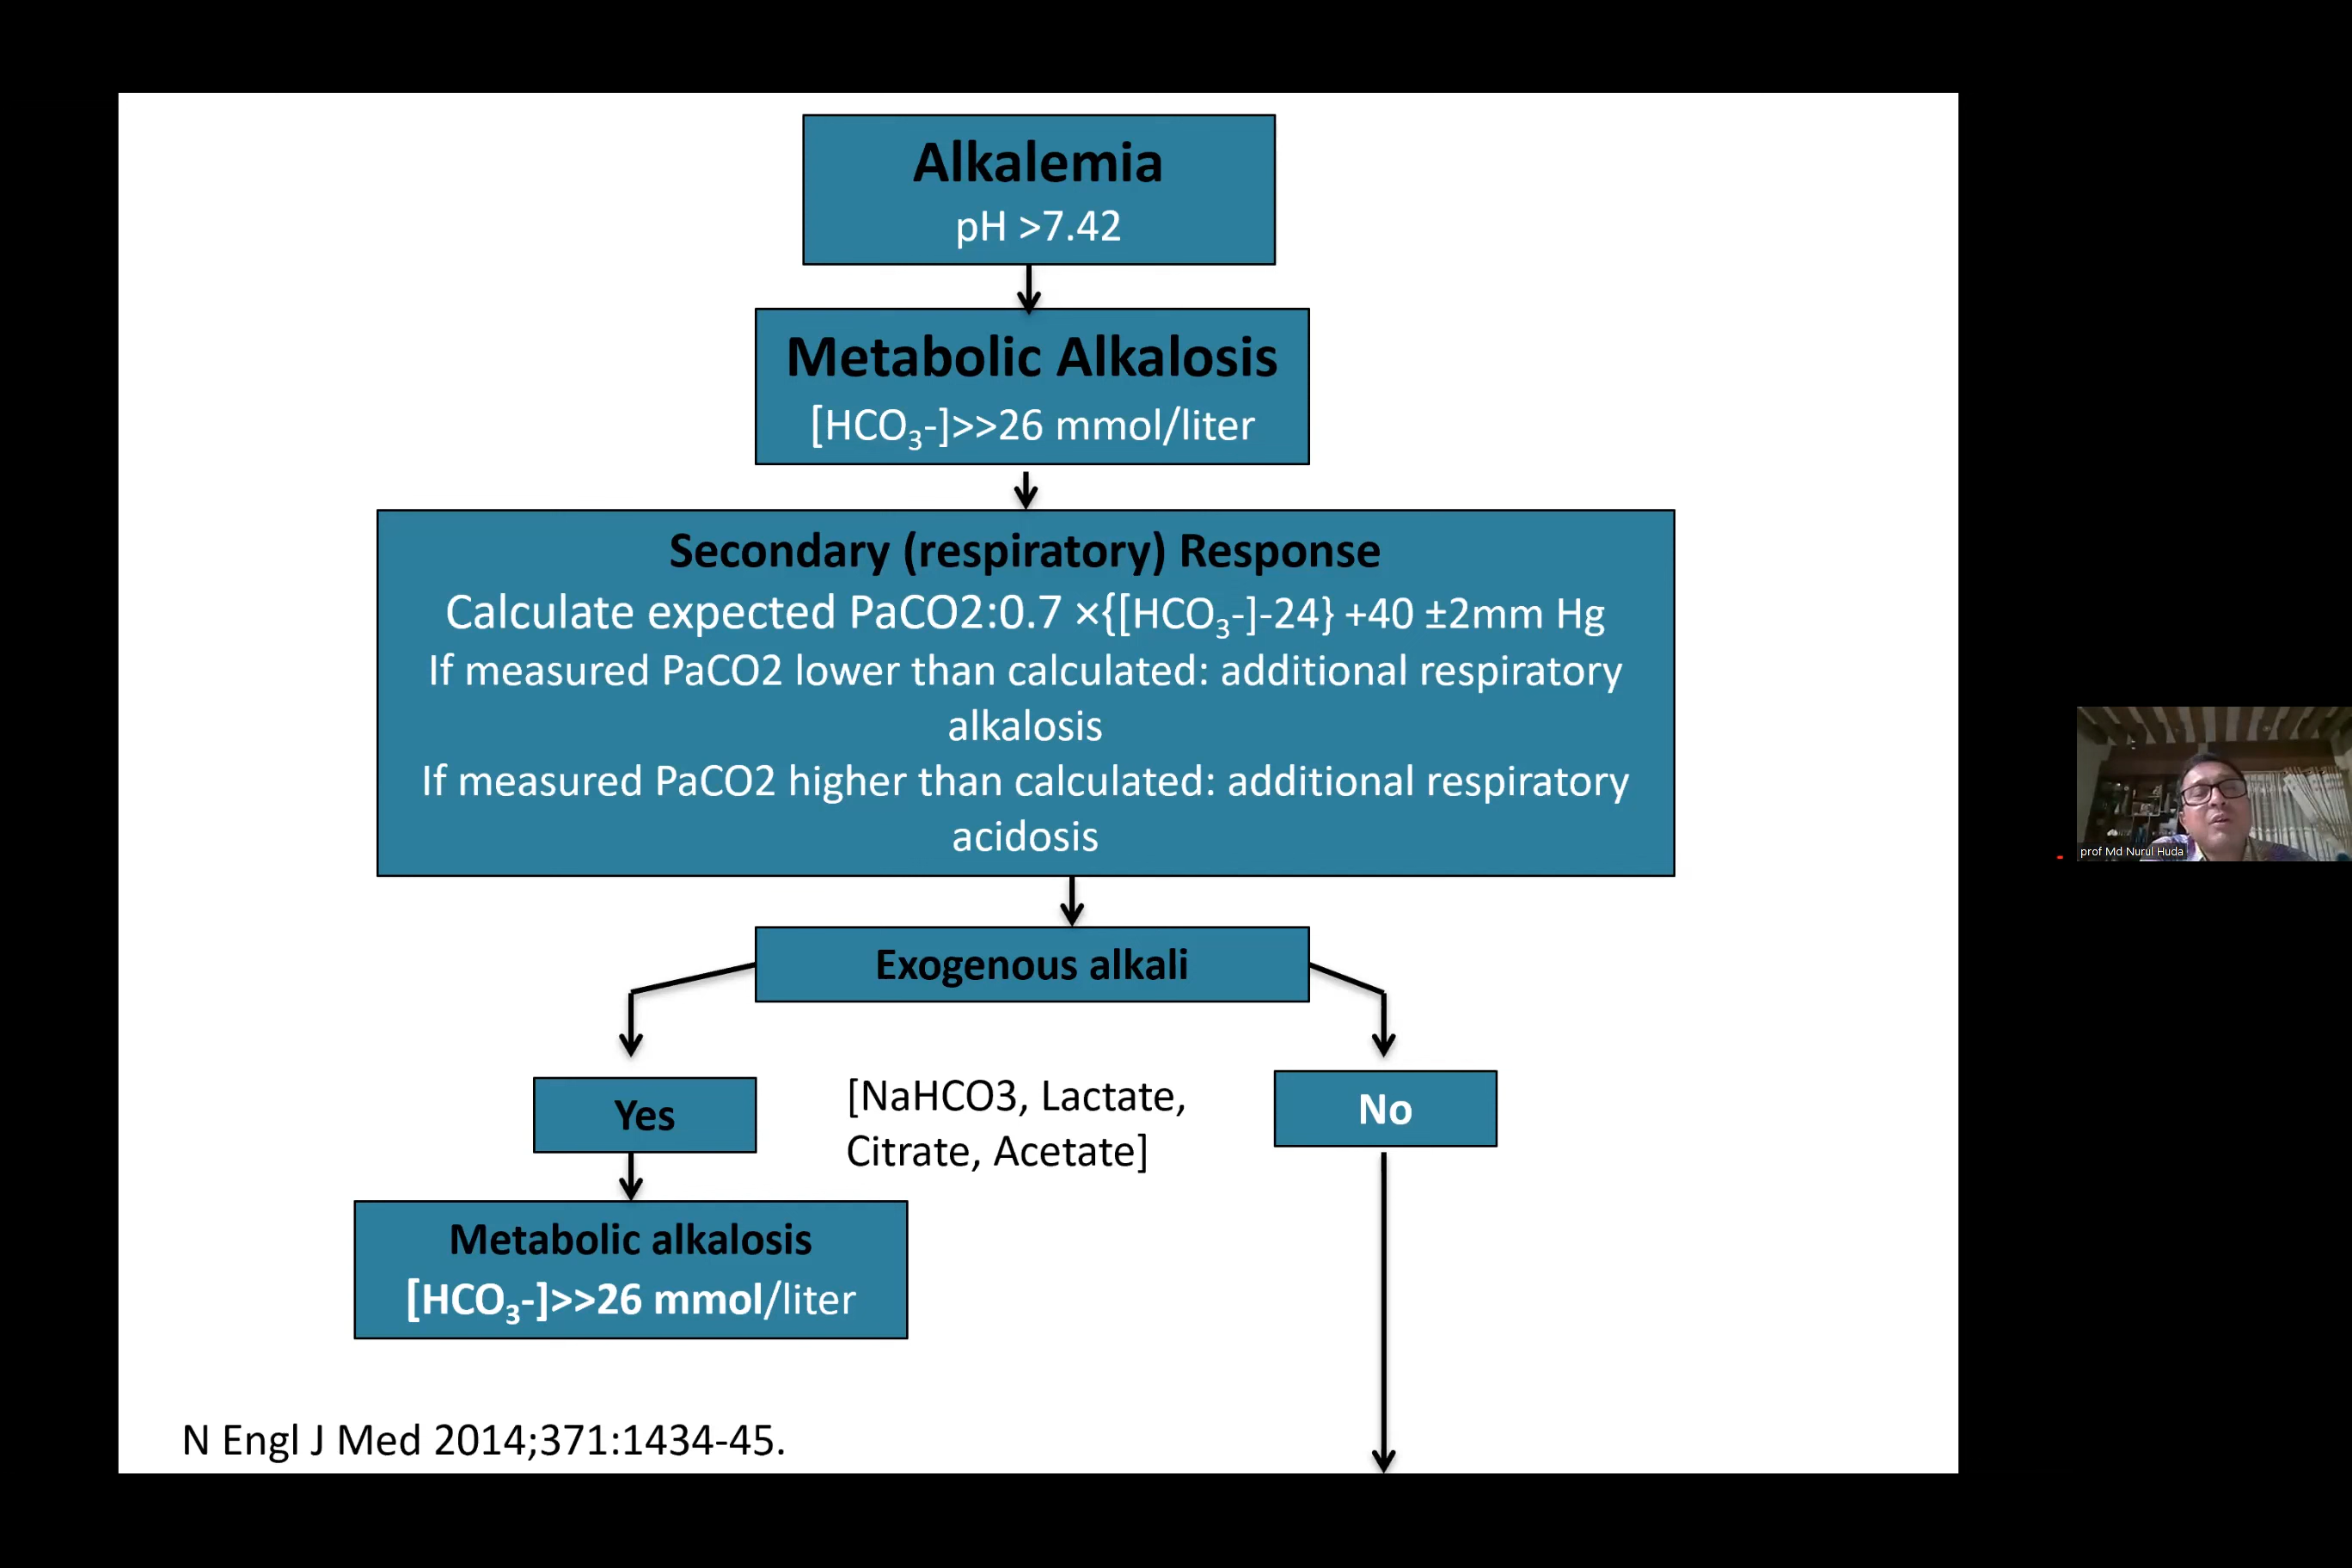 Alkalemia
pH >7.42
Metabolic Alkalosis
[HCO₃-]>>26 mmol/liter
Secondary (respiratory) Response
Calculate expected PaCO2:0.7 ×{[HCO₃-]-24} +40 ±2mm Hg
If measured PaCO2 lower than calculated: additional respiratory
alkalosis
If measured PaCO2 higher than calculated: additional respiratory
acidosis
Exogenous alkali
Yes
[NaHCO3, Lactate,
Citrate, Acetate]
No
Metabolic alkalosis
[HCO₃-]>>26 mmol/liter
N Engl J Med 2014;371:1434-45.
prof Md Nurul Huda